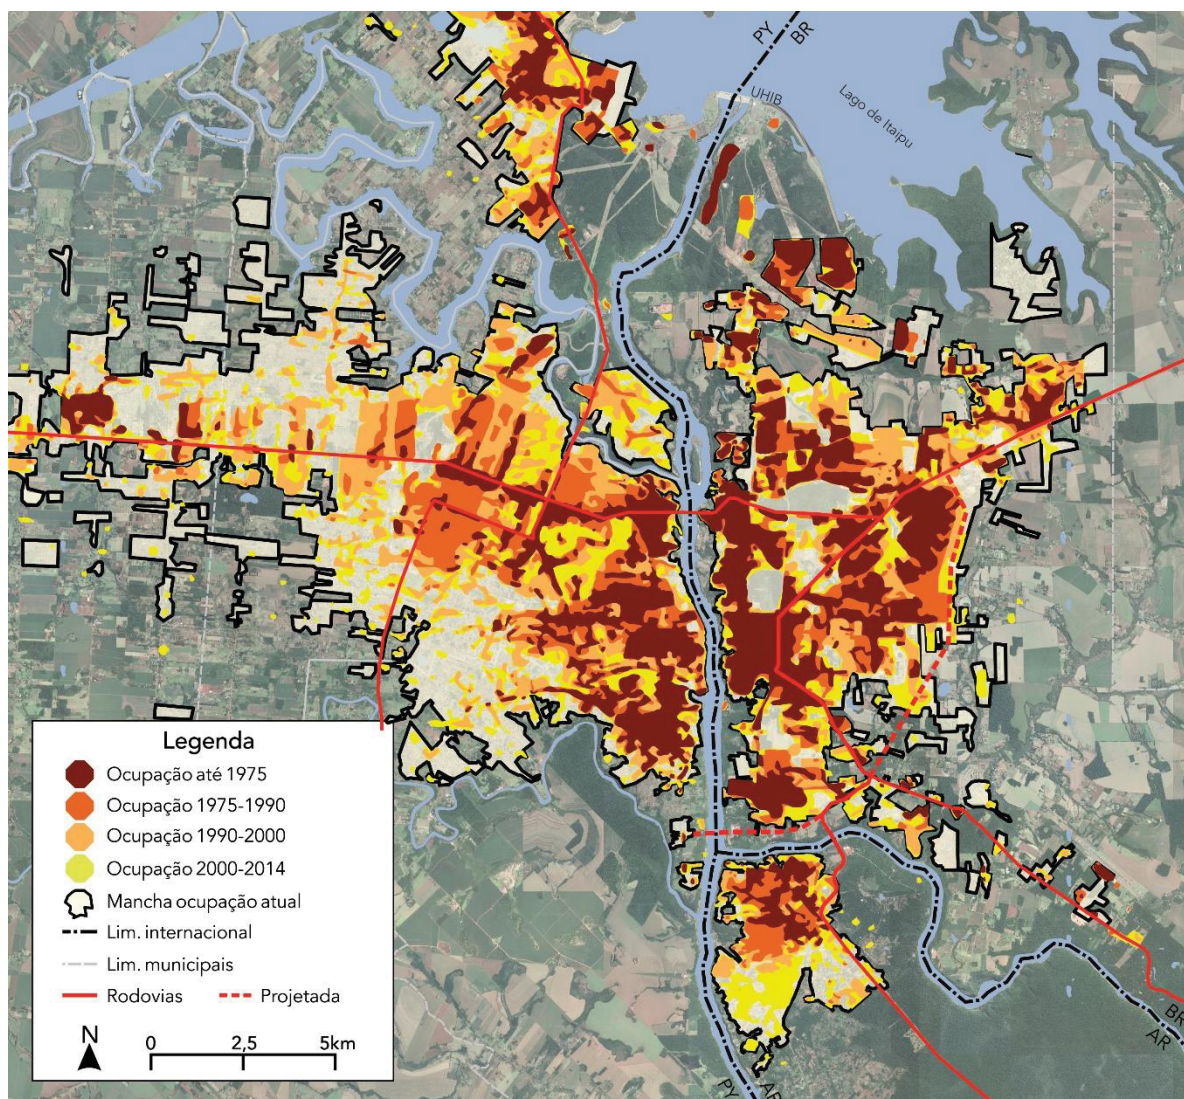 PY
BR
UHIB
Lago de Itaipu
Legenda
Ocupação até 1975
Ocupação 1975-1990
Ocupação 1990-2000
Ocupação 2000-2014
Mancha ocupação atual
Lim. internacional
Lim. municipais
Rodovias
Projetada
N
0
2,5
5km
BR
AR
PY
AR